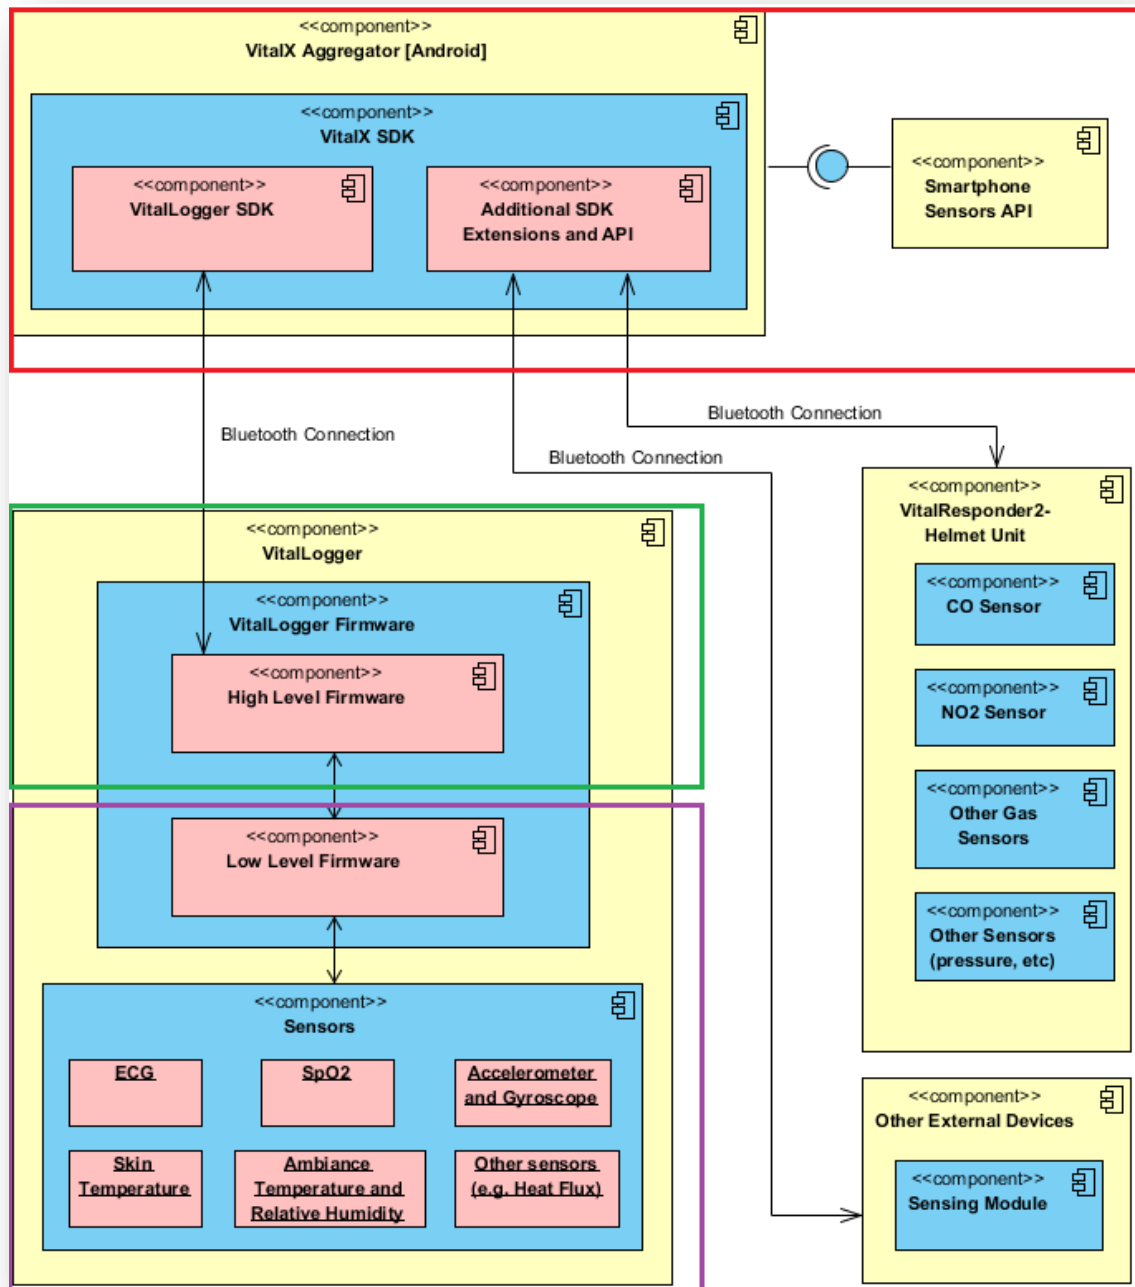 <<component>>
VitalX Aggregator [Android]
<<component>>
VitalX SDK
<<component>>
VitalLogger SDK
<<component>>
Additional SDK
Extensions and API
<<component>>
Smartphone
Sensors API
Bluetooth Connection
Bluetooth Connection
Bluetooth Connection
<<component>>
VitalLogger
<<component>>
VitalLogger Firmware
<<component>>
High Level Firmware
<<component>>
Low Level Firmware
<<component>>
Sensors
ECG
SpO2
Accelerometer
and Gyroscope
Skin
Temperature
Ambiance
Temperature and
Relative Humidity
Other sensors
(e.g. Heat Flux)
<<component>>
VitalResponder2-
Helmet Unit
<<component>>
CO Sensor
<<component>>
NO2 Sensor
<<component>>
Other Gas
Sensors
<<component>>
Other Sensors
(pressure, etc)
<<component>>
Other External Devices
<<component>>
Sensing Module